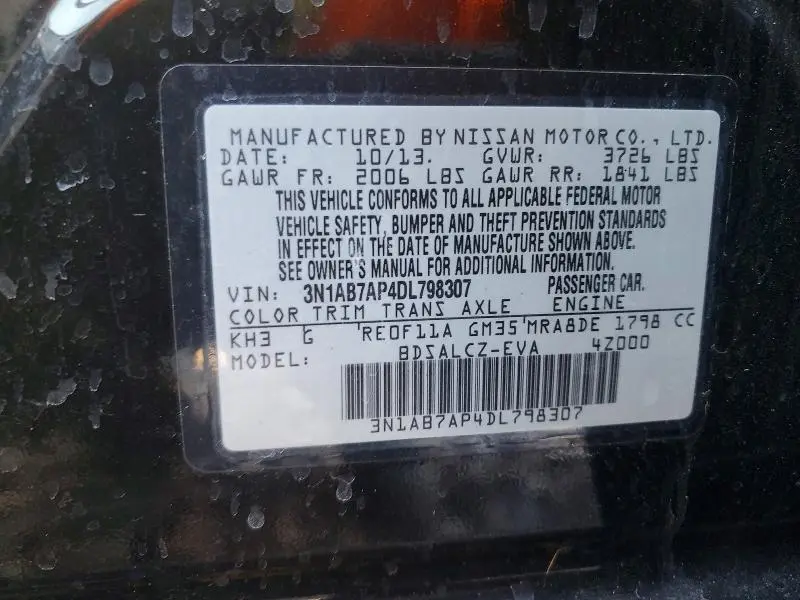 MANUFACTURED BY NISSAN MOTOR CO., LTD.
DATE: 10/13. GVWR: 3726 LBS
GAWR FR: 2006 LBS GAWR RR: 1841 LBS
THIS VEHICLE CONFORMS TO ALL APPLICABLE FEDERAL MOTOR
VEHICLE SAFETY, BUMPER AND THEFT PREVENTION STANDARDS
IN EFFECT ON THE DATE OF MANUFACTURE SHOWN ABOVE.
SEE OWNER'S MANUAL FOR ADDITIONAL INFORMATION.
VIN: 3N1AB7AP4DL798307 PASSENGER CAR.
COLOR TRIM TRANS AXLE ENGINE
KH3 G RE0F11A GM35 MRA8DE 1798 CC
MODEL: BDSALCZ-EVA 4Z000
3N1AB7AP4DL798307